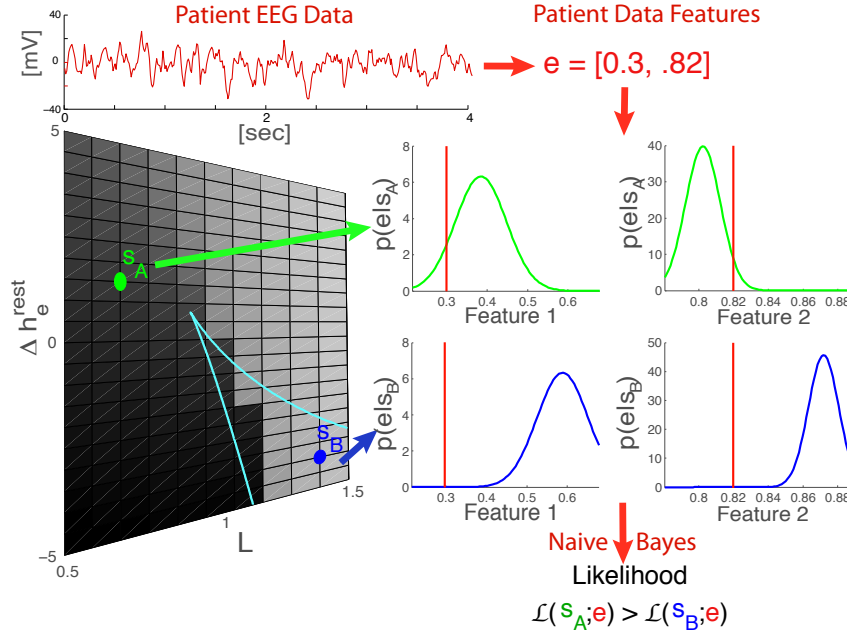 Patient EEG Data
Patient Data Features
[mV]
40
20
0
−40
0
2
4
[sec]
e = [0.3, .82]
5
0
−5
Δ h_e^rest
s_A
s_B
0.5
1
1.5
L
p(e|s_A)
8
6
4
2
0
0.3
0.4
0.5
0.6
Feature 1
p(e|s_A)
40
30
20
10
0
0.8
0.82
0.84
0.86
0.88
Feature 2
p(e|s_B)
8
6
4
2
0
0.3
0.4
0.5
0.6
Feature 1
p(e|s_B)
50
0
0.8
0.82
0.84
0.86
0.88
Feature 2
Naive Bayes
Likelihood
ℒ(s_A;e) > ℒ(s_B;e)